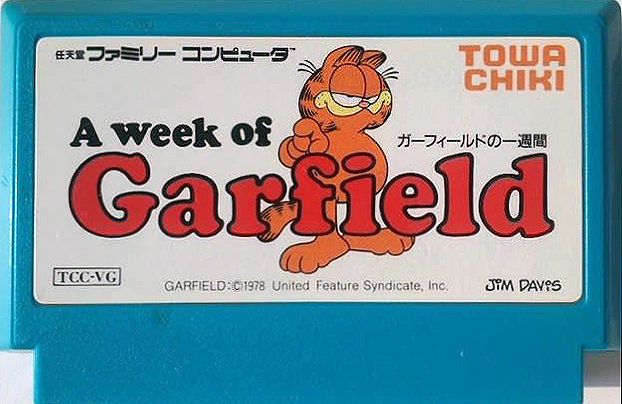 任天堂 ファミリー コンピュータ™
TOWA
CHIKI
A week of
ガーフィールドの一週間
Garfield
TCC-VG
GARFIELD:©1978 United Feature Syndicate, Inc.
JiM DAViS